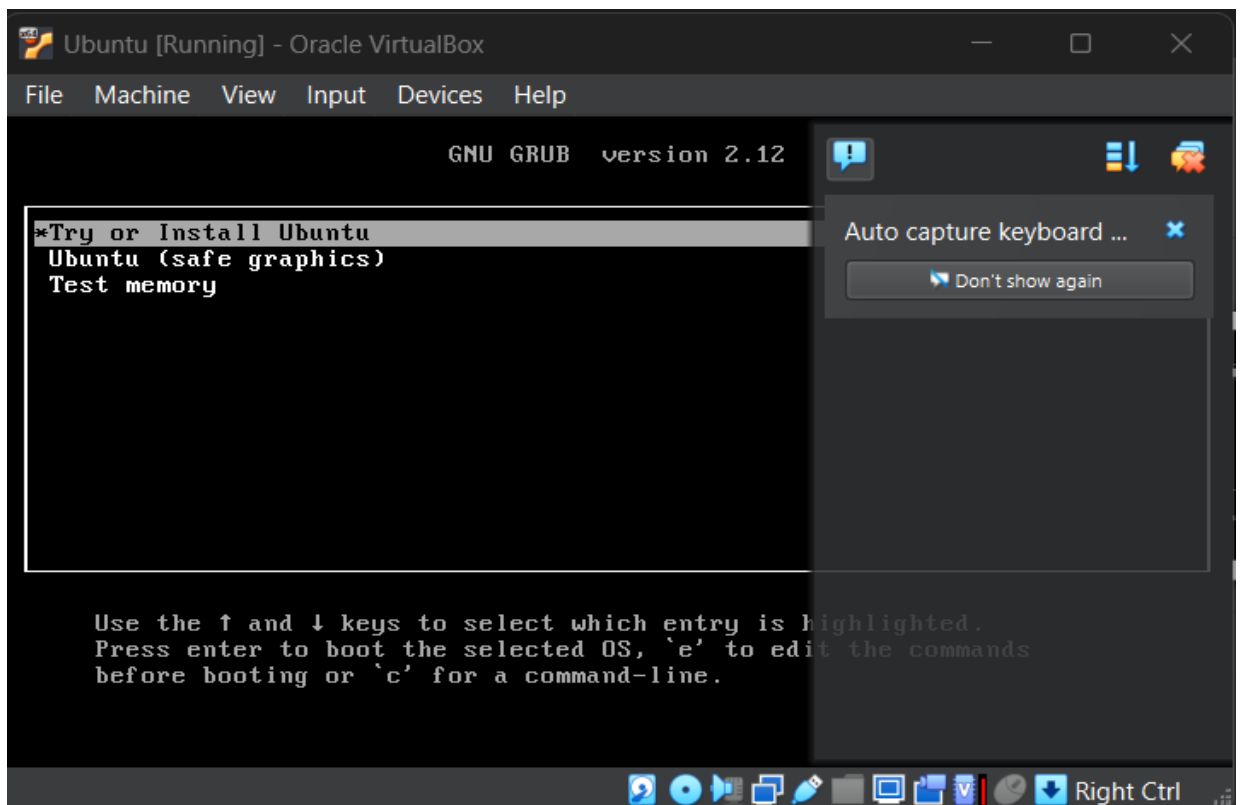 Ubuntu [Running] - Oracle VirtualBox
File Machine View Input Devices Help
GNU GRUB version 2.12
*Try or Install Ubuntu
Ubuntu (safe graphics)
Test memory
Auto capture keyboard ...
Don't show again
Use the ↑ and ↓ keys to select which entry is highlighted.
Press enter to boot the selected OS, `e' to edit the commands
before booting or `c' for a command-line.
Right Ctrl